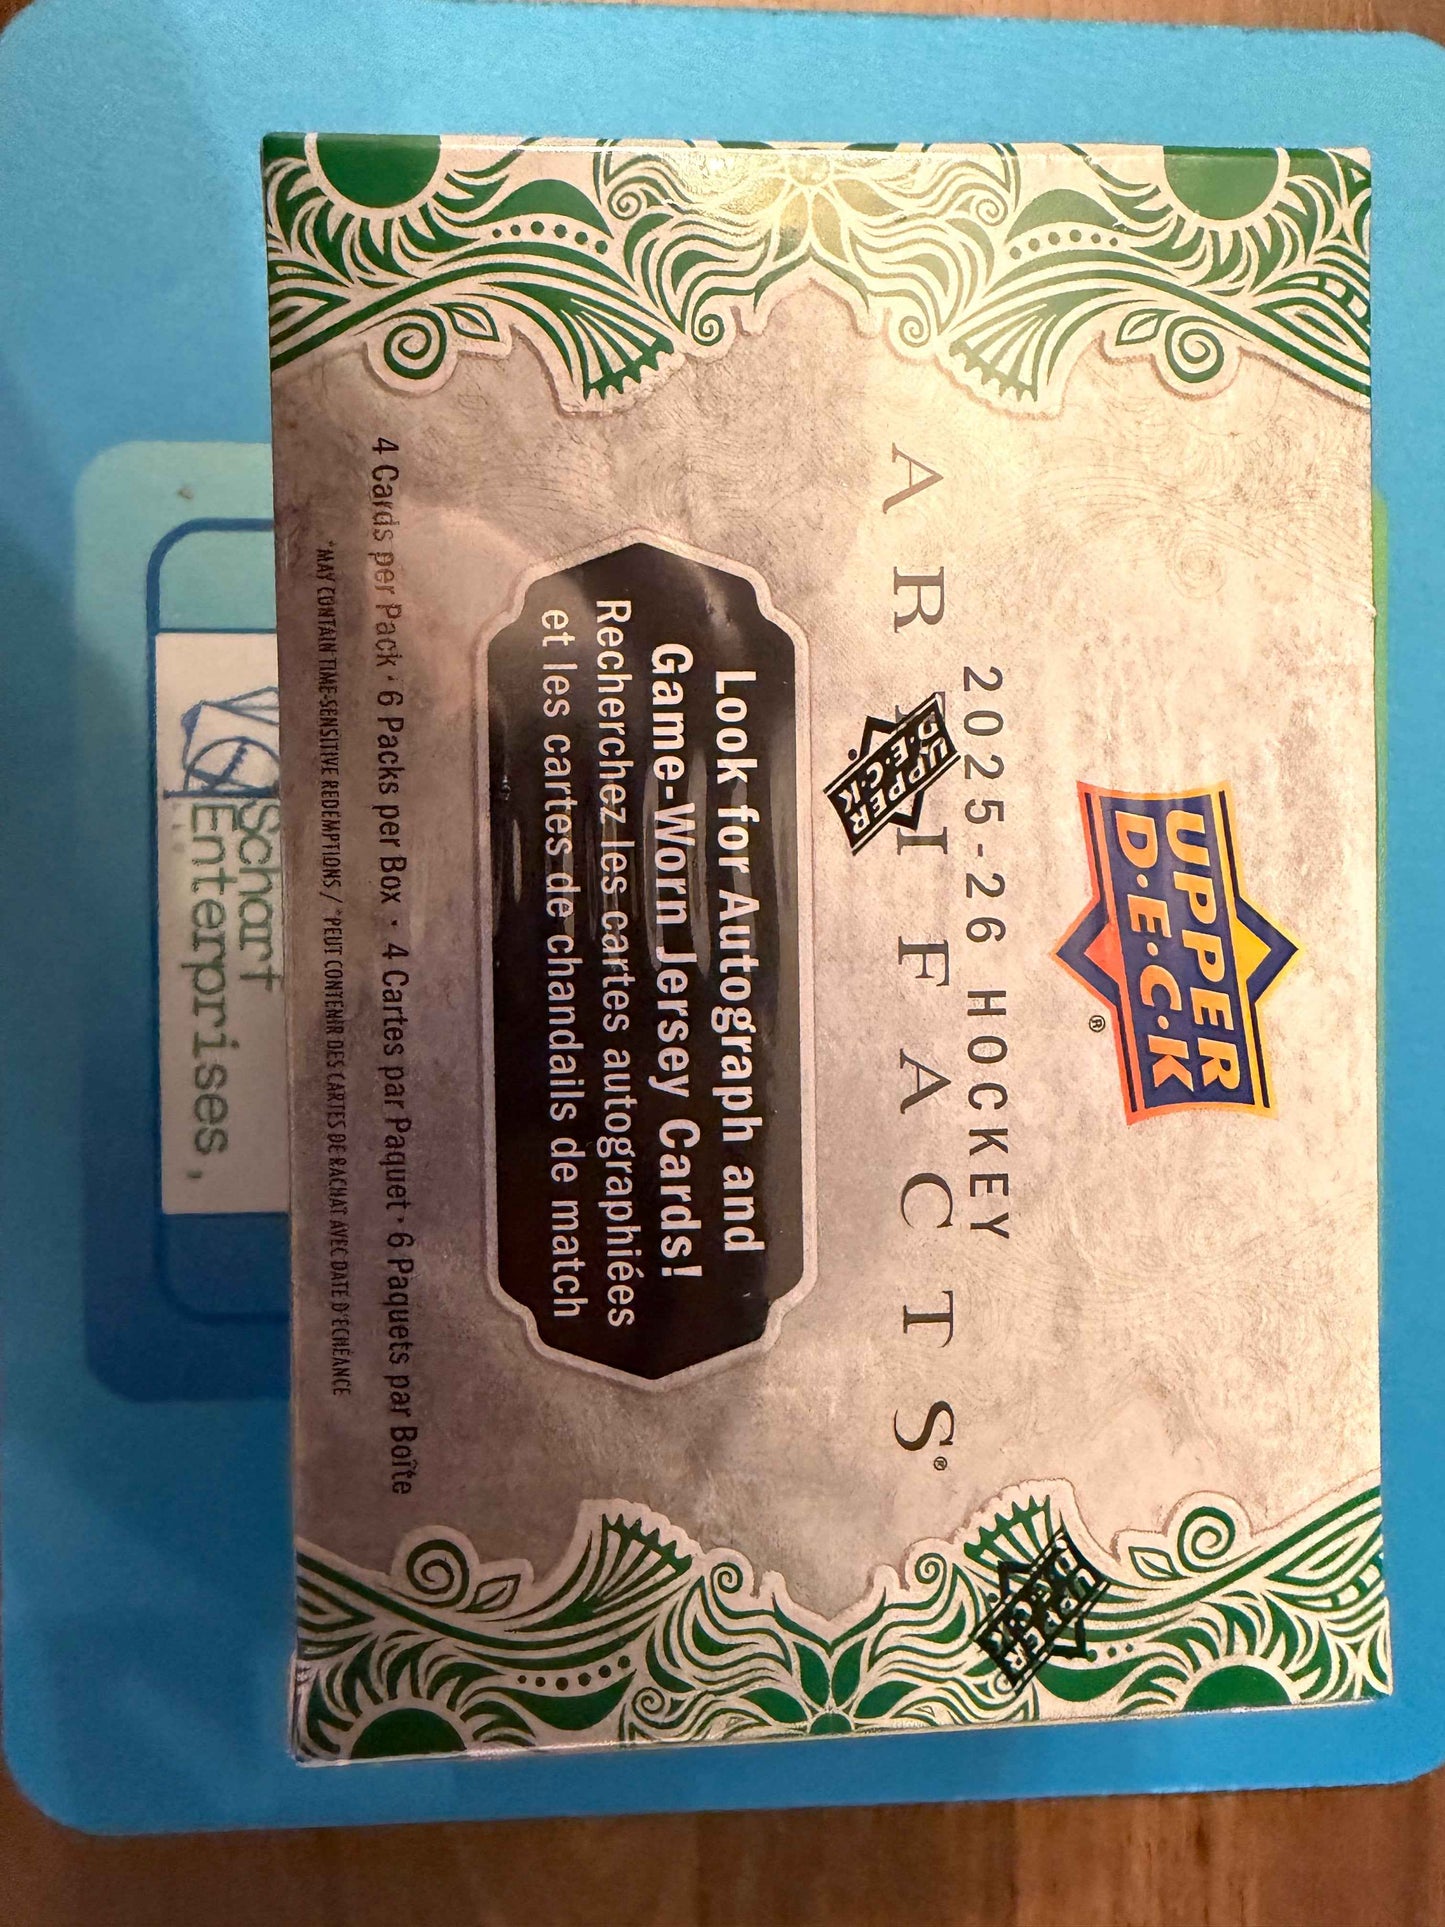 UPPER
D·E·C·K
®
2025-26 HOCKEY
ARTIFACTS®
UPPER
D·E·C·K
Look for Autograph and
Game-Worn Jersey Cards!
Recherchez les cartes autographiées
et les cartes de chandails de match
4 Cards per Pack · 6 Packs per Box · 4 Cartes par Paquet · 6 Paquets par Boîte
*MAY CONTAIN TIME-SENSITIVE REDEMPTIONS / *PEUT CONTENIR DES CARTES DE RACHAT AVEC DATE D'ÉCHÉANCE
UPPER
D·E·C·K
Schart
Enterprises,